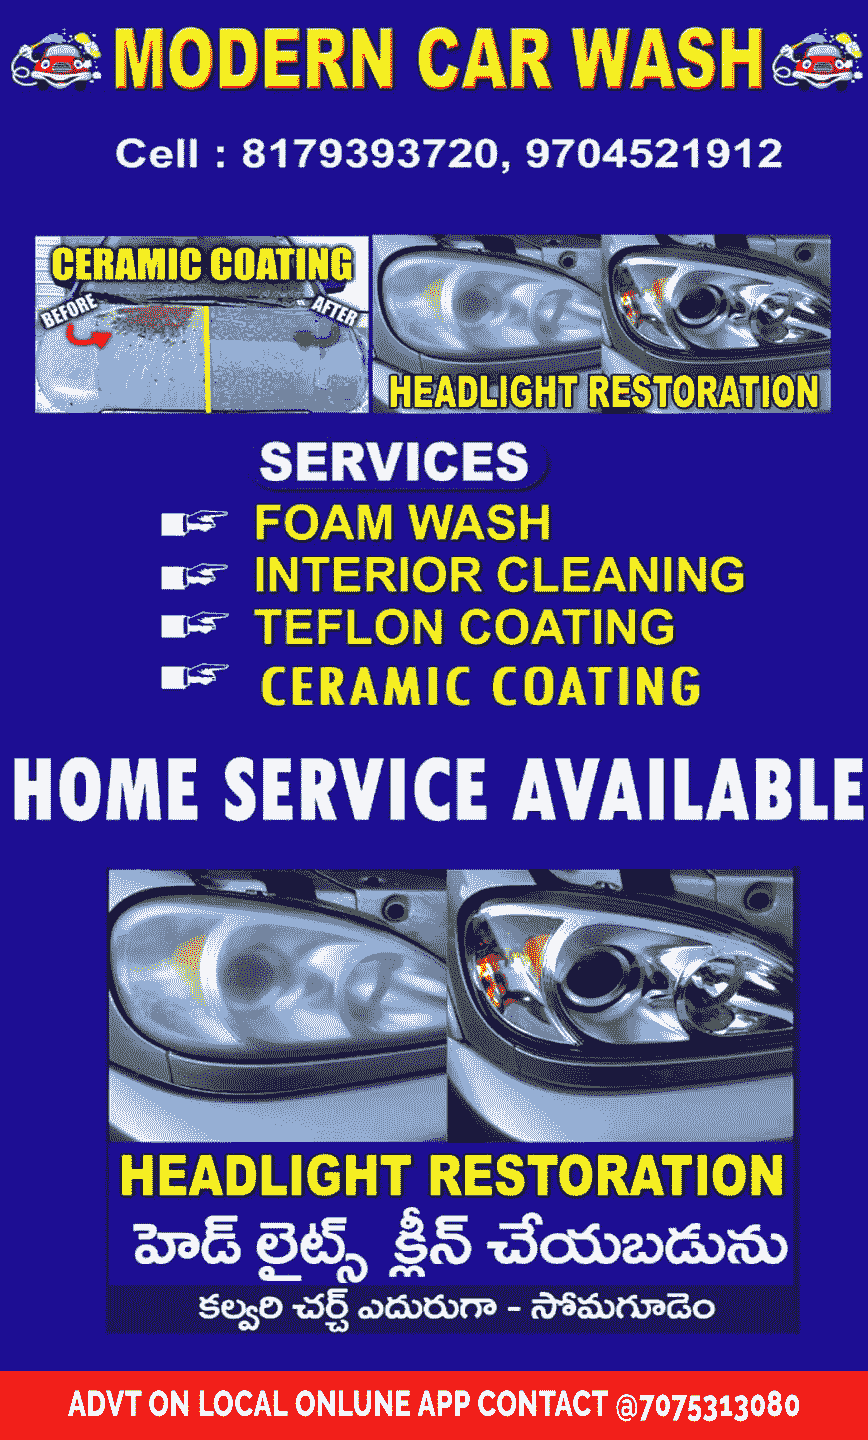 MODERN CAR WASH
Cell : 8179393720, 9704521912
CERAMIC COATING
BEFORE
AFTER
HEADLIGHT RESTORATION
SERVICES
FOAM WASH
INTERIOR CLEANING
TEFLON COATING
CERAMIC COATING
HOME SERVICE AVAILABLE
HEADLIGHT RESTORATION
హెడ్ లైట్స్ క్లీన్ చేయబడును
కల్వరి చర్చ్ ఎదురుగా - సోమగూడెం
ADVT ON LOCAL ONLUNE APP CONTACT @7075313080